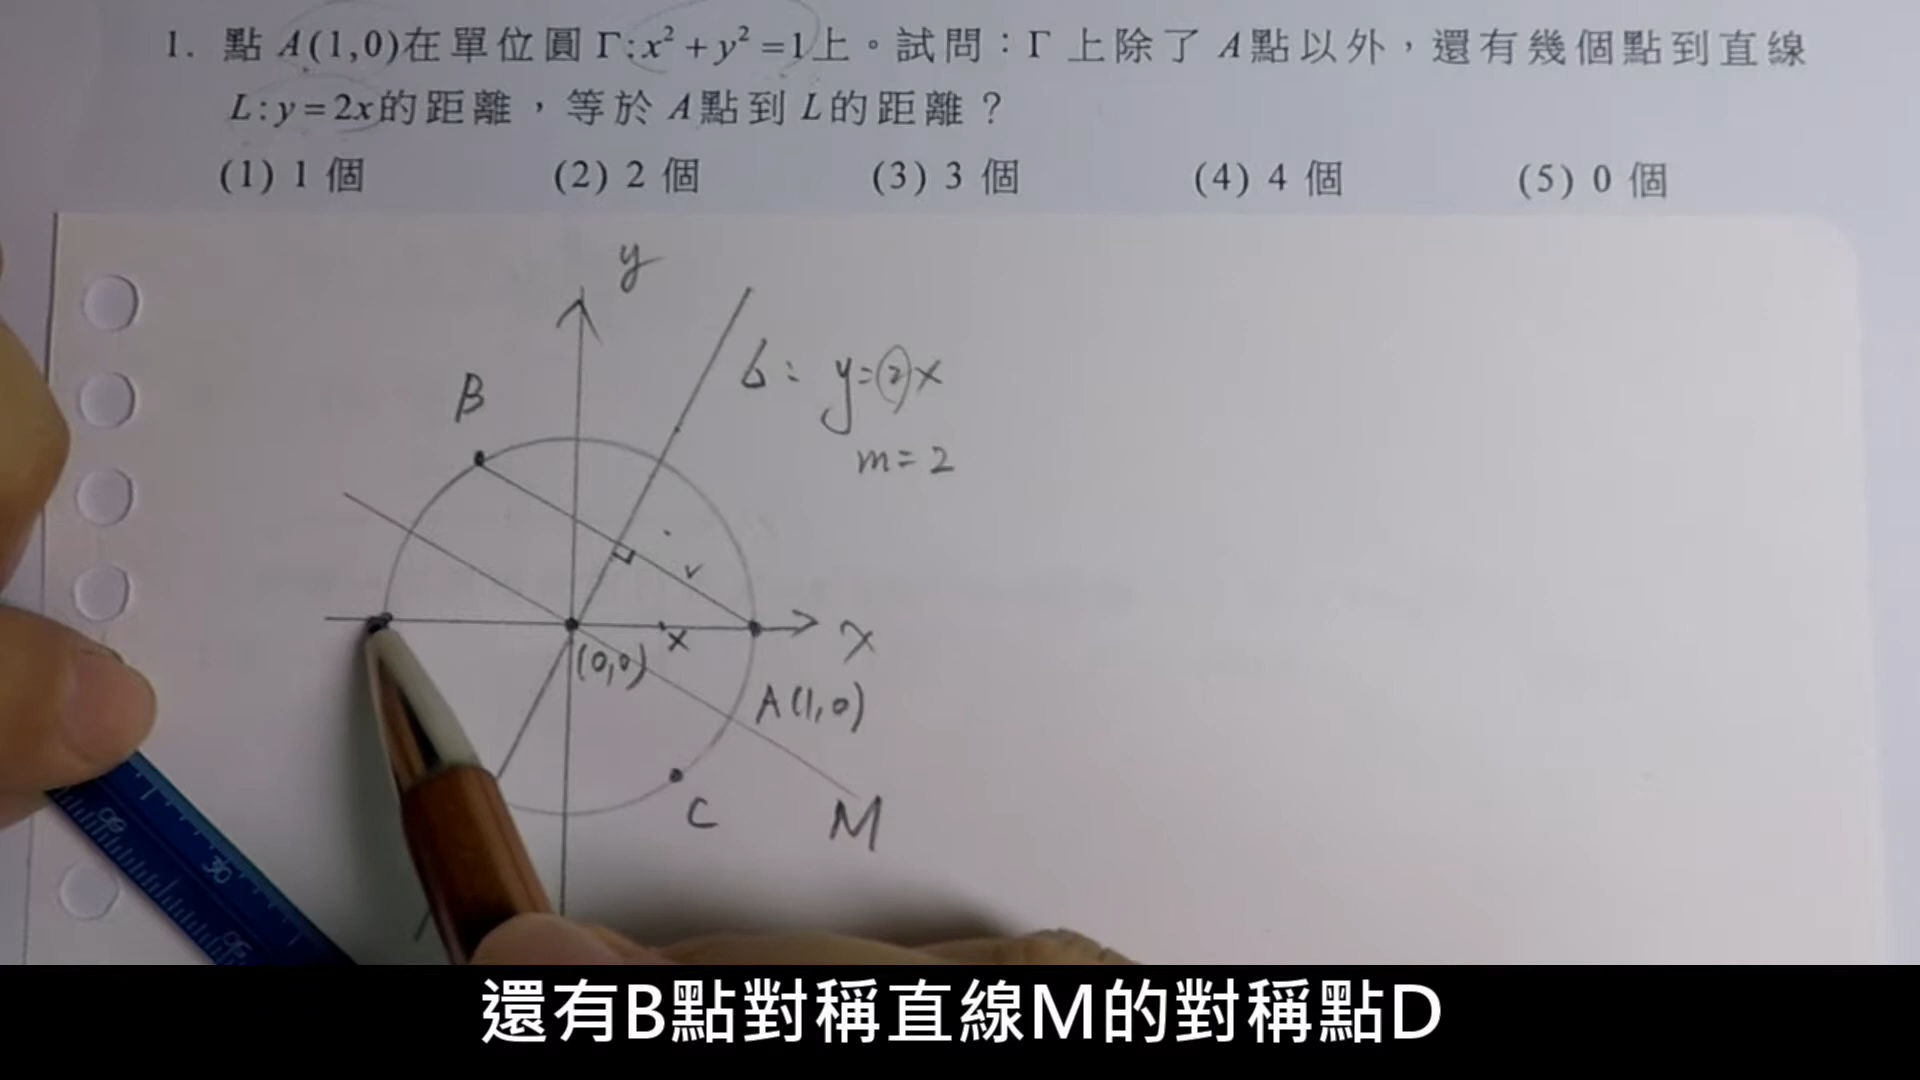 1. 點 A(1,0)在單位圓Γ:x²+y²=1上。試問：Γ 上除了 A點以外，還有幾個點到直線
L:y=2x的距離，等於 A點到 L的距離？
(1) 1 個 (2) 2 個 (3) 3 個 (4) 4 個 (5) 0 個
y
L: y=2x
m=2
B
x
(0,0)
A(1,0)
C
M
30
還有B點對稱直線M的對稱點D